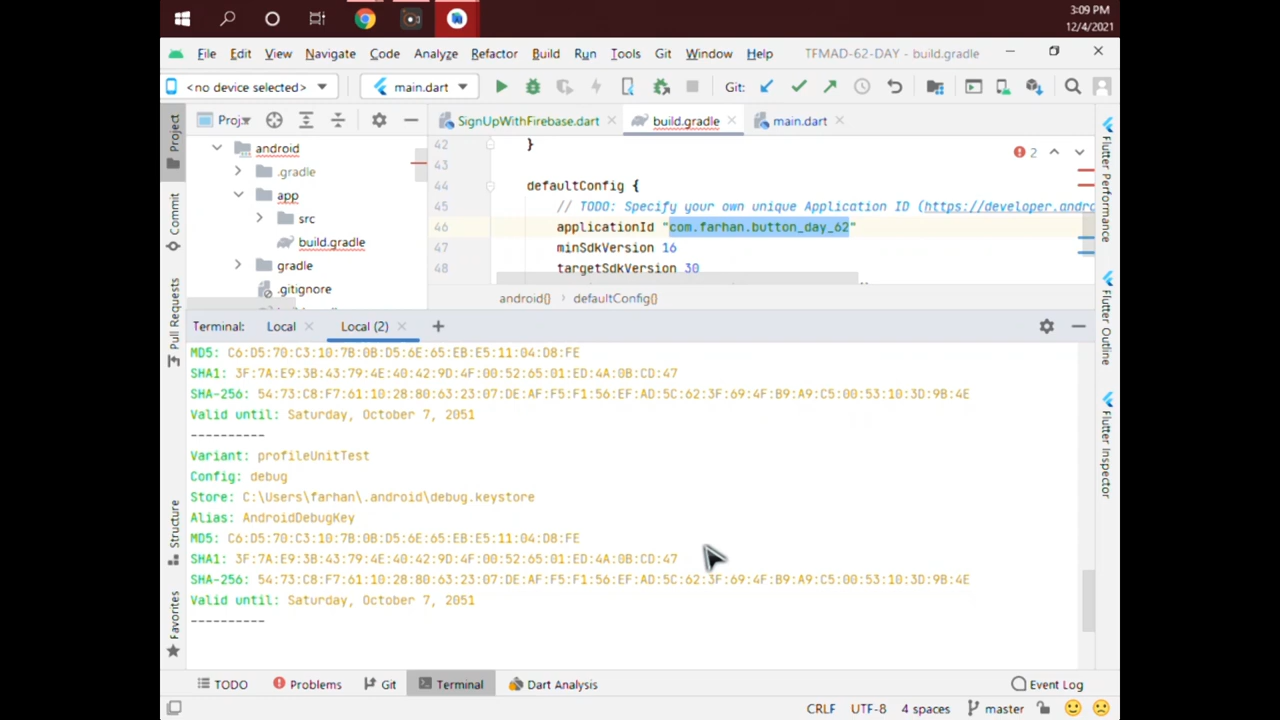 3:09 PM
12/4/2021
File Edit View Navigate Code Analyze Refactor Build Run Tools Git Window Help TFMAD-62-DAY - build.gradle
<no device selected> main.dart Git:
Project
Commit
Pull Requests
Structure
Favorites
Proj
SignUpWithFirebase.dart build.gradle main.dart
android
.gradle
app
src
build.gradle
gradle
.gitignore
42 }
43
44 defaultConfig {
45 // TODO: Specify your own unique Application ID (https://developer.andro
46 applicationId "com.farhan.button_day_62"
47 minSdkVersion 16
48 targetSdkVersion 30
2
android() › defaultConfig()
Flutter Performance
Flutter Outline
Flutter Inspector
Terminal: Local Local (2) +
MD5: C6:D5:70:C3:10:7B:0B:D5:6E:65:EB:E5:11:04:D8:FE
SHA1: 3F:7A:E9:3B:43:79:4E:40:42:9D:4F:00:52:65:01:ED:4A:0B:CD:47
SHA-256: 54:73:C8:F7:61:10:28:80:63:23:07:DE:AF:F5:F1:56:EF:AD:5C:62:3F:69:4F:B9:A9:C5:00:53:10:3D:9B:4E
Valid until: Saturday, October 7, 2051
----------
Variant: profileUnitTest
Config: debug
Store: C:\Users\farhan\.android\debug.keystore
Alias: AndroidDebugKey
MD5: C6:D5:70:C3:10:7B:0B:D5:6E:65:EB:E5:11:04:D8:FE
SHA1: 3F:7A:E9:3B:43:79:4E:40:42:9D:4F:00:52:65:01:ED:4A:0B:CD:47
SHA-256: 54:73:C8:F7:61:10:28:80:63:23:07:DE:AF:F5:F1:56:EF:AD:5C:62:3F:69:4F:B9:A9:C5:00:53:10:3D:9B:4E
Valid until: Saturday, October 7, 2051
----------
TODO Problems Git Terminal Dart Analysis Event Log
CRLF UTF-8 4 spaces master